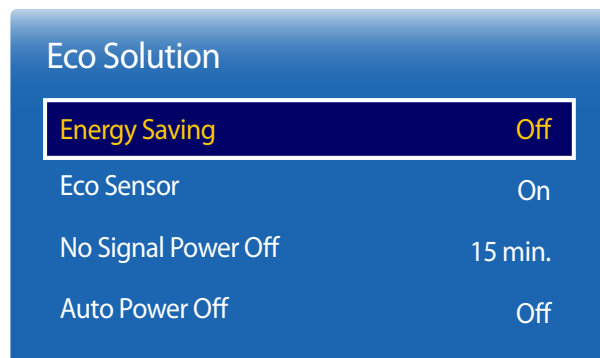 Eco Solution
Energy Saving Off
Eco Sensor On
No Signal Power Off 15 min.
Auto Power Off Off